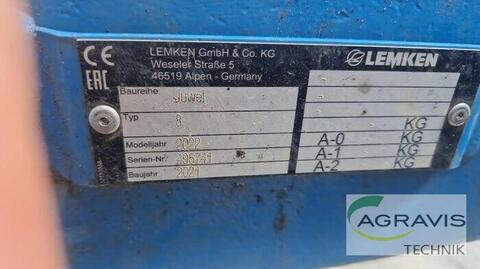 LEMKEN GmbH & Co. KG
Weseler Straße 5
46519 Alpen - Germany
LEMKEN
CE
EAC
Baureihe Juwel
Typ 8 KG
Modelljahr 2022 A-0 KG
Serien-Nr. A-1 KG
Baujahr 2021 A-2 KG
AGRAVIS
TECHNIK